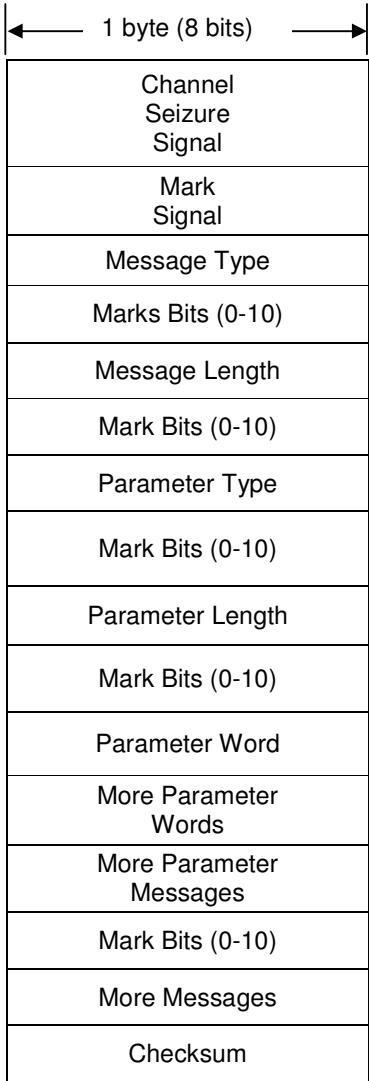 1 byte (8 bits)
Channel
Seizure
Signal
Mark
Signal
Message Type
Marks Bits (0-10)
Message Length
Mark Bits (0-10)
Parameter Type
Mark Bits (0-10)
Parameter Length
Mark Bits (0-10)
Parameter Word
More Parameter
Words
More Parameter
Messages
Mark Bits (0-10)
More Messages
Checksum